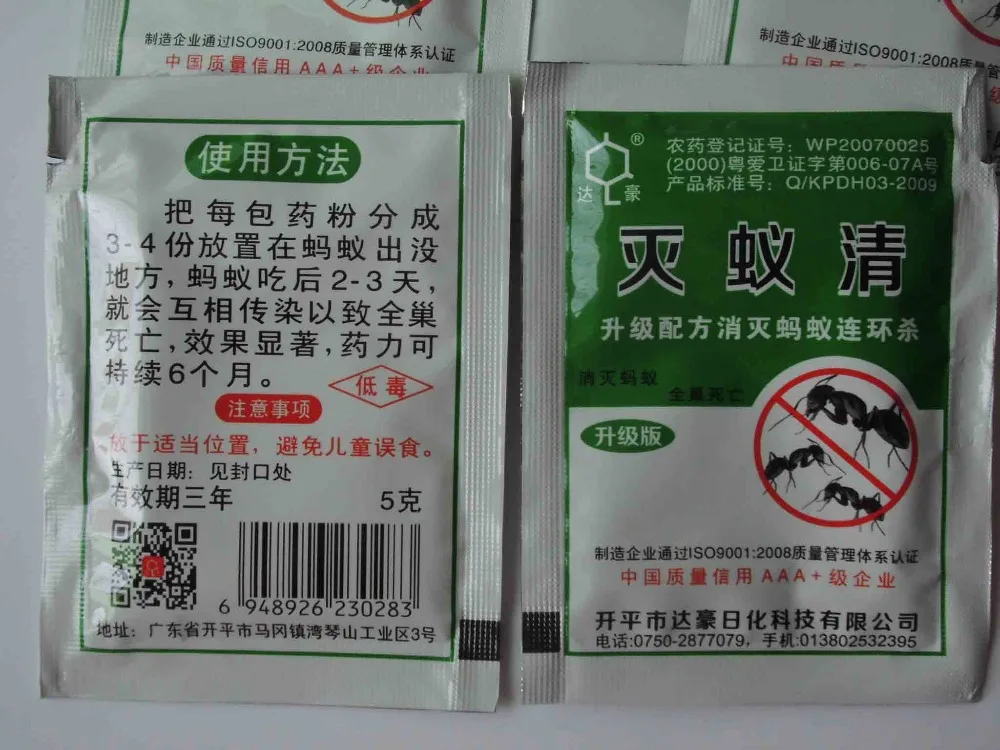 制造企业通过ISO9001:2008质量管理体系认证
中国质量信用AAA+级企业
制造企业通过ISO9001:2008质量管
使用方法
把每包药粉分成
3-4份放置在蚂蚁出没
地方,蚂蚁吃后2-3天,
就会互相传染以致全巢
死亡,效果显著,药力可
持续6个月。
低毒
注意事项
放于适当位置,避免儿童误食。
生产日期:见封口处
有效期三年
5克
6 948926 230283
地址:广东省开平市马冈镇湾琴山工业区3号
达豪®
农药登记证号:WP20070025
(2000)粤爱卫证字第006-07A号
产品标准号:Q/KPDH03-2009
灭蚁清
升级配方消灭蚂蚁连环杀
消灭蚂蚁
全巢死亡
升级版
制造企业通过ISO9001:2008质量管理体系认证
中国质量信用AAA+级企业
开平市达豪日化科技有限公司
电话:0750-2877079,手机:013802532395